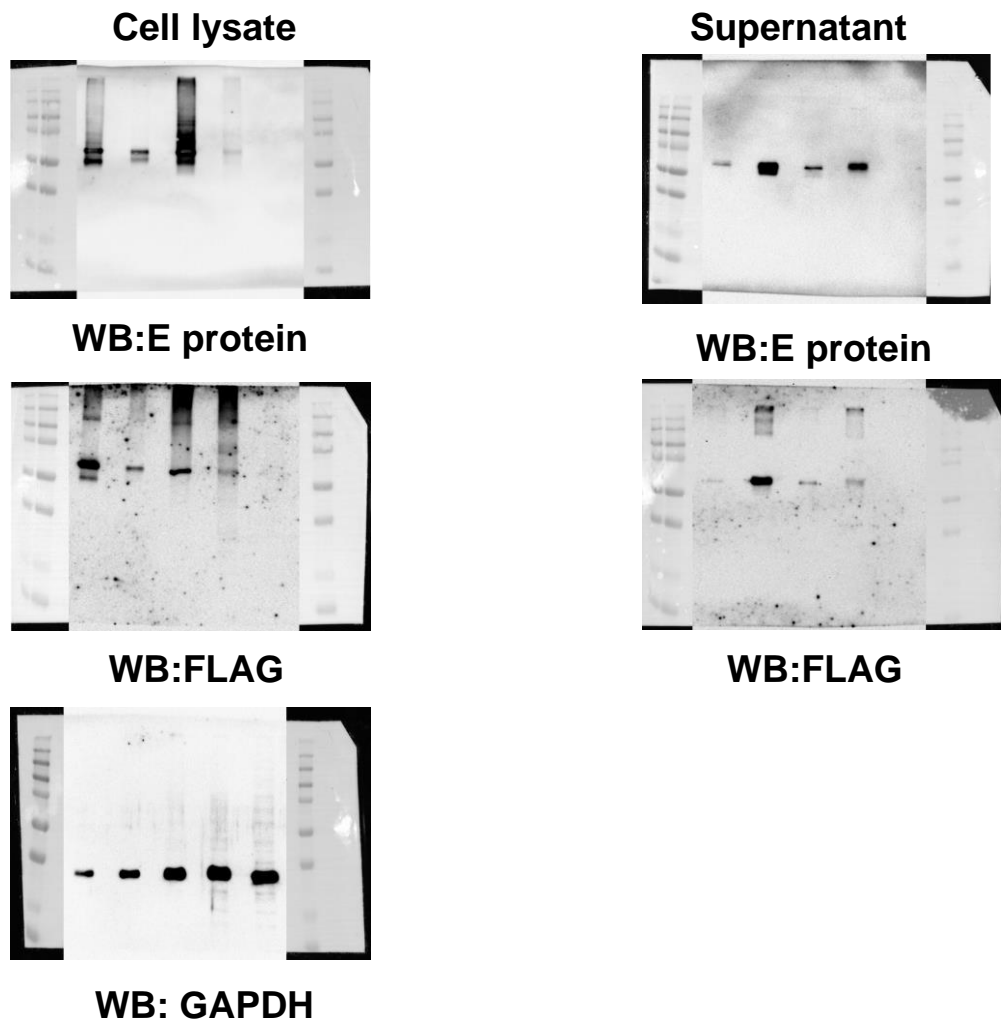 Cell lysate
Supernatant
WB:E protein
WB:E protein
WB:FLAG
WB:FLAG
WB: GAPDH